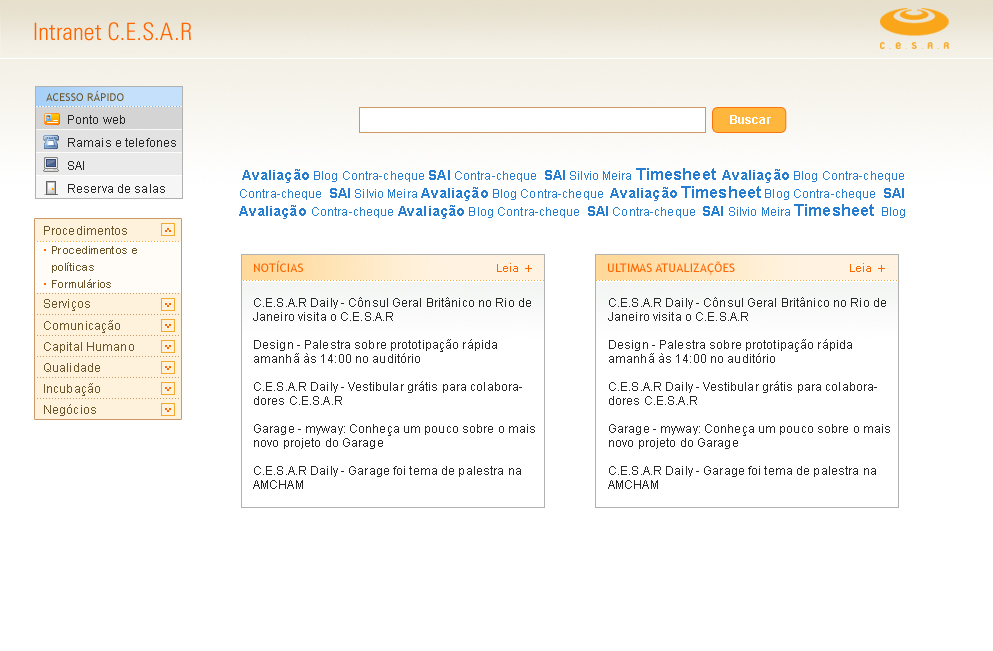 Intranet C.E.S.A.R
C.e.S.A.R
ACESSO RÁPIDO
Ponto web
Ramais e telefones
SAI
Reserva de salas
Procedimentos
· Procedimentos e
políticas
· Formulários
Serviços
Comunicação
Capital Humano
Qualidade
Incubação
Negócios
Buscar
Avaliação Blog Contra-cheque SAI Contra-cheque SAI Silvio Meira Timesheet Avaliação Blog Contra-cheque
Contra-cheque SAI Silvio Meira Avaliação Blog Contra-cheque Avaliação Timesheet Blog Contra-cheque SAI
Avaliação Contra-cheque Avaliação Blog Contra-cheque SAI Contra-cheque SAI Silvio Meira Timesheet Blog
NOTÍCIAS Leia +
C.E.S.A.R Daily - Cônsul Geral Britânico no Rio de
Janeiro visita o C.E.S.A.R
Design - Palestra sobre prototipação rápida
amanhã às 14:00 no auditório
C.E.S.A.R Daily - Vestibular grátis para colabora-
dores C.E.S.A.R
Garage - myway: Conheça um pouco sobre o mais
novo projeto do Garage
C.E.S.A.R Daily - Garage foi tema de palestra na
AMCHAM
ULTIMAS ATUALIZAÇÕES Leia +
C.E.S.A.R Daily - Cônsul Geral Britânico no Rio de
Janeiro visita o C.E.S.A.R
Design - Palestra sobre prototipação rápida
amanhã às 14:00 no auditório
C.E.S.A.R Daily - Vestibular grátis para colabora-
dores C.E.S.A.R
Garage - myway: Conheça um pouco sobre o mais
novo projeto do Garage
C.E.S.A.R Daily - Garage foi tema de palestra na
AMCHAM